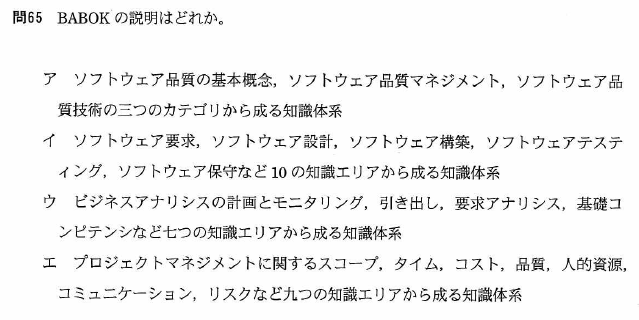 問65 BABOK の説明はどれか。
ア ソフトウェア品質の基本概念，ソフトウェア品質マネジメント，ソフトウェア品
質技術の三つのカテゴリから成る知識体系
イ ソフトウェア要求，ソフトウェア設計，ソフトウェア構築，ソフトウェアテステ
ィング，ソフトウェア保守など 10 の知識エリアから成る知識体系
ウ ビジネスアナリシスの計画とモニタリング，引き出し，要求アナリシス，基礎コ
ンピテンシなど七つの知識エリアから成る知識体系
エ プロジェクトマネジメントに関するスコープ，タイム，コスト，品質，人的資源，
コミュニケーション，リスクなど九つの知識エリアから成る知識体系